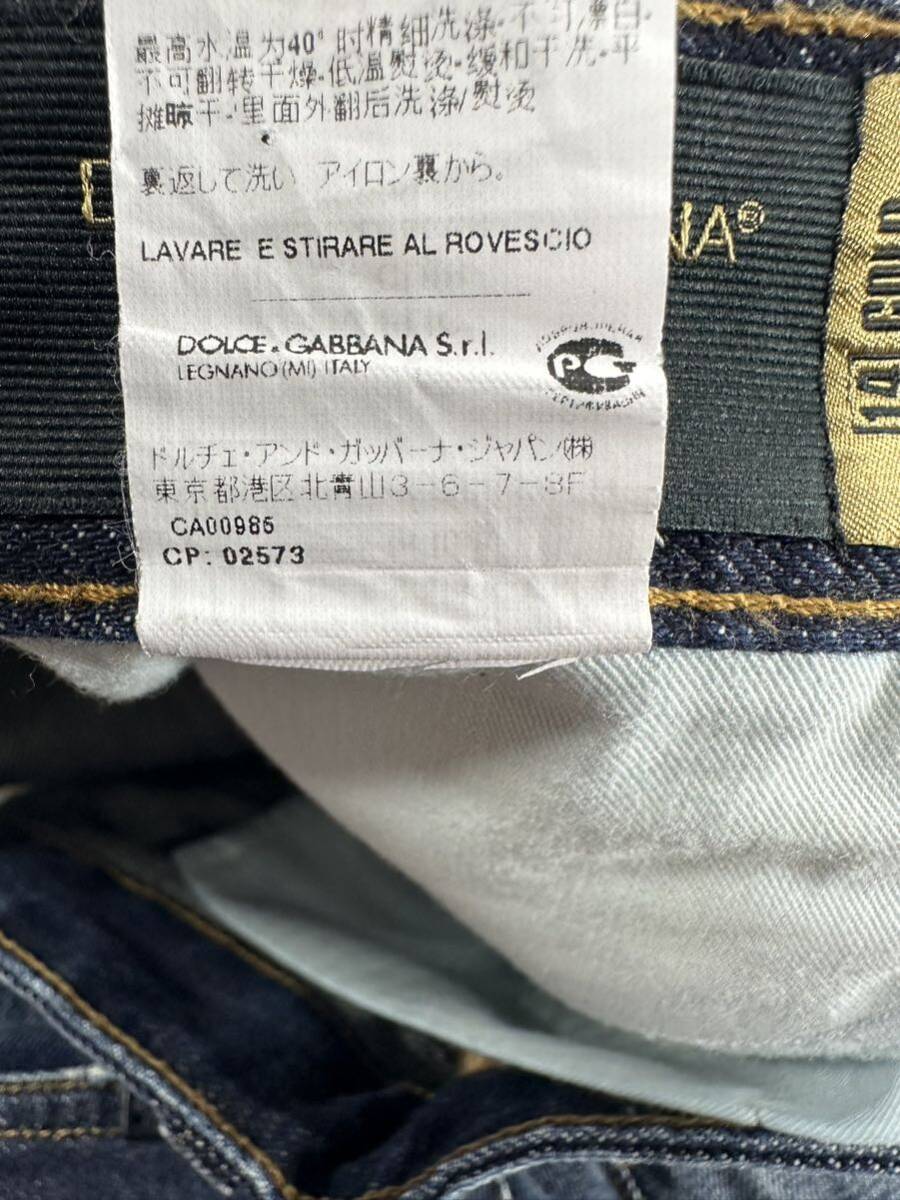 最高水温为40°时精细洗涤·不可漂白·
不可翻转干燥·低温熨烫·缓和干洗·平
摊晾干·里面外翻后洗涤/熨烫
裏返して洗い アイロン裏から。
LAVARE E STIRARE AL ROVESCIO
DOLCE & GABBANA S.r.l.
LEGNANO (MI) ITALY
ドルチェ・アンド・ガッバーナ・ジャパン(株)
東京都港区北青山3-6-7-8F
CA00985
CP: 02573
NA®
14 GOLD